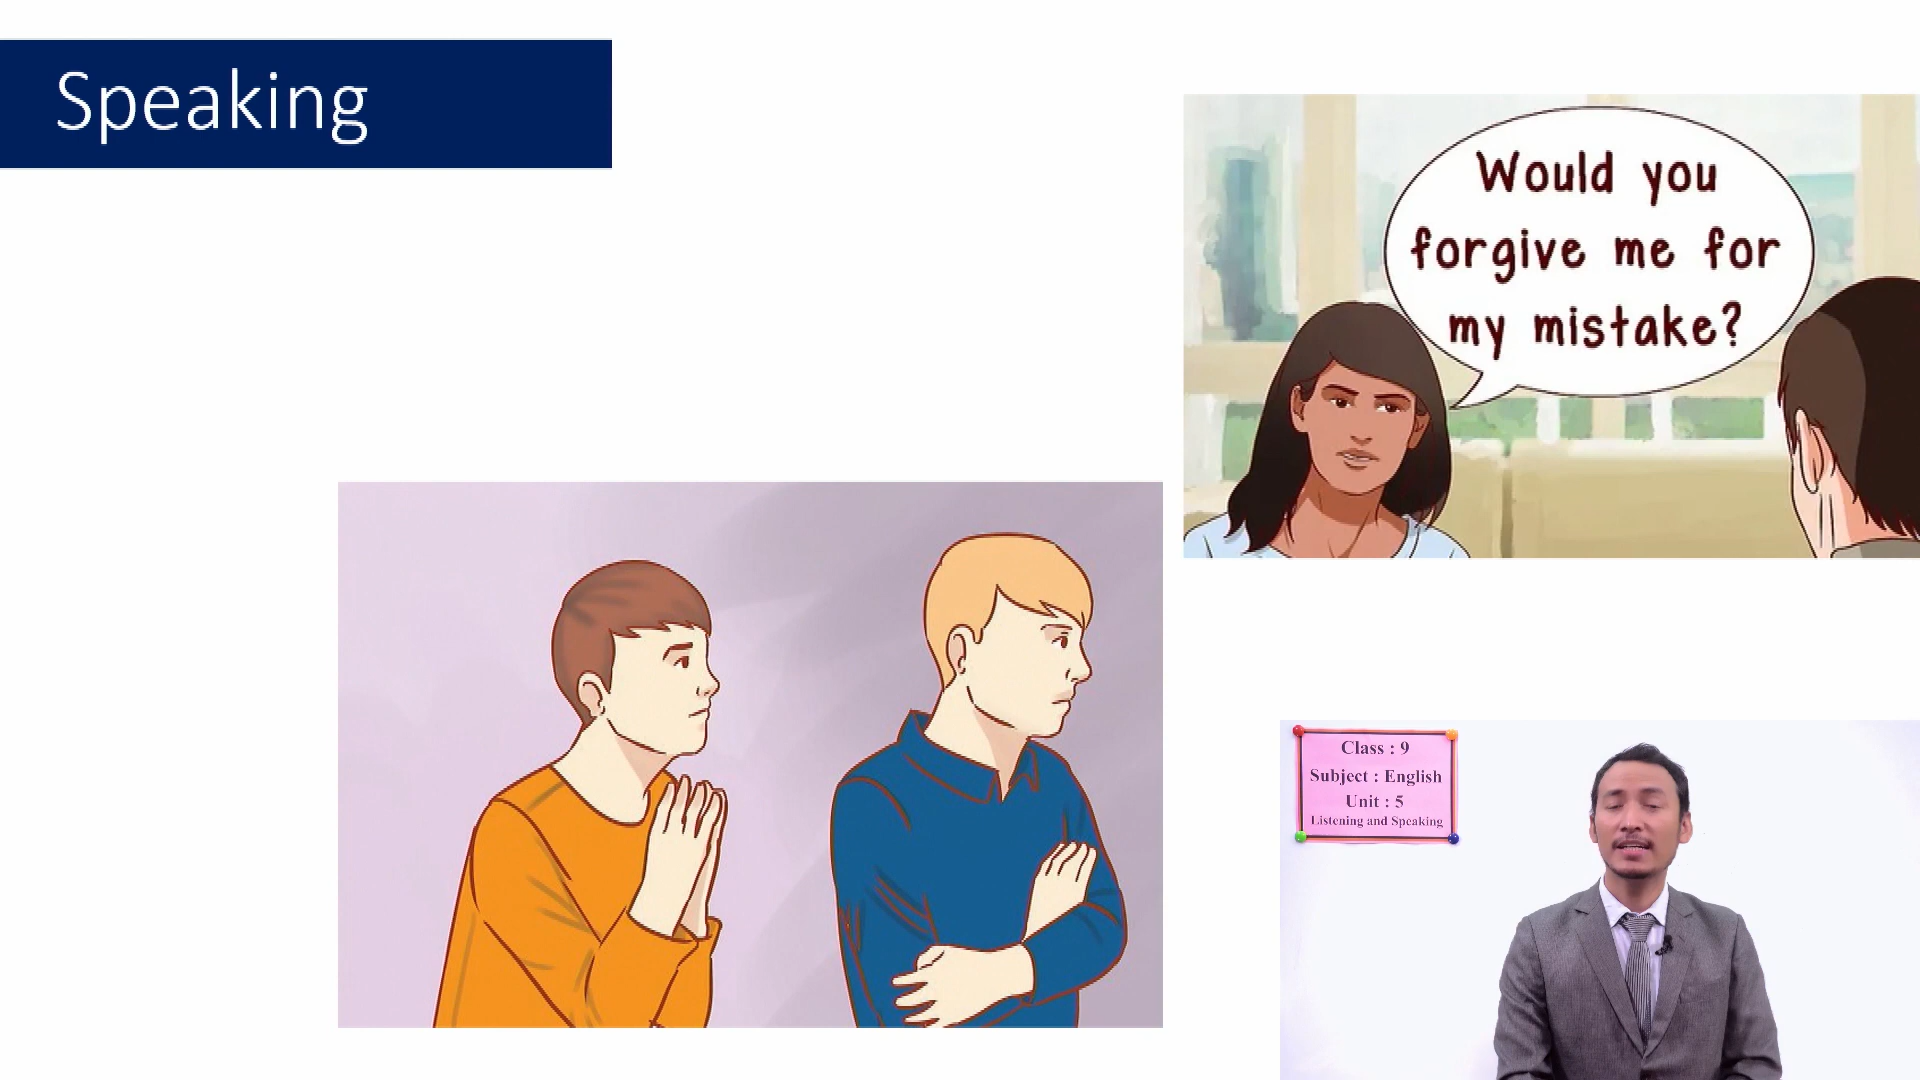 Speaking
Would you
forgive me for
my mistake?
Class : 9
Subject : English
Unit : 5
Listening and Speaking